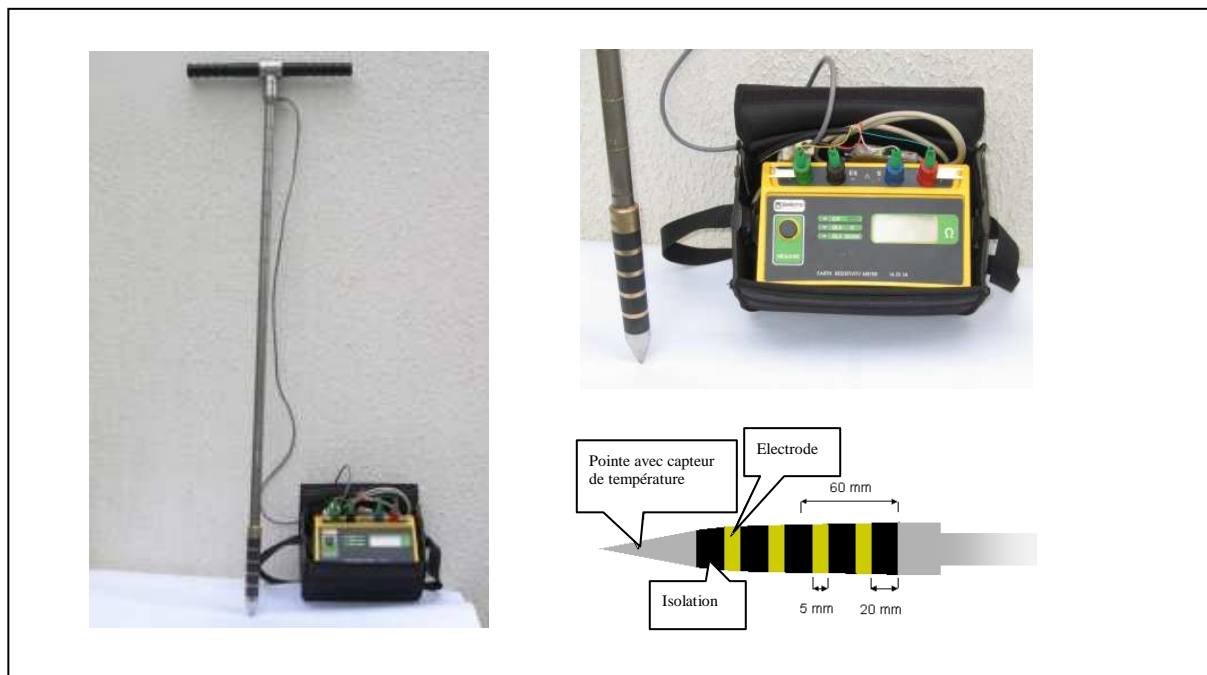 EARTH RESISTIVITY METER
Ω
Pointe avec capteur
de température
Electrode
60 mm
Isolation
5 mm
20 mm